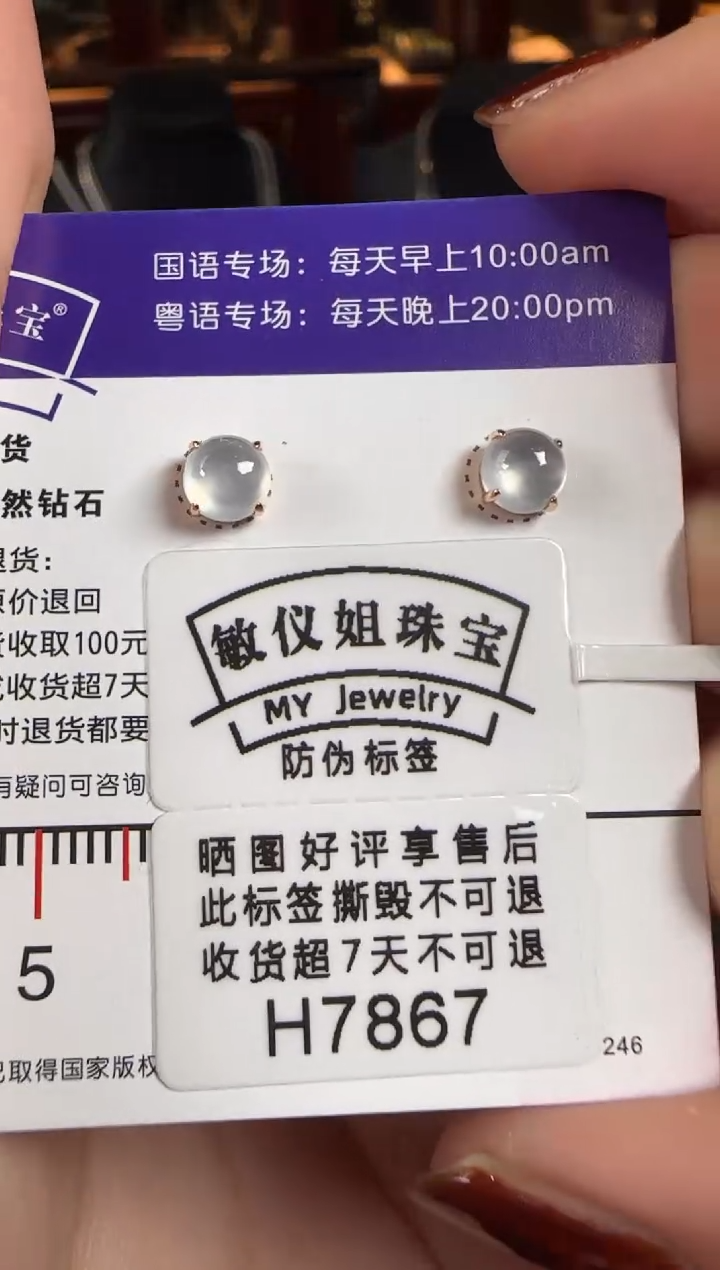 国语专场：每天早上10:00am
粤语专场：每天晚上20:00pm
宝®
货
然钻石
退货：
原价退回
收取100元
收货超7天
时退货都要
有疑问可咨询
敏仪姐珠宝
MY Jewelry
防伪标签
晒图好评享售后
此标签撕毁不可退
收货超7天不可退
H7867
5
已取得国家版权
246